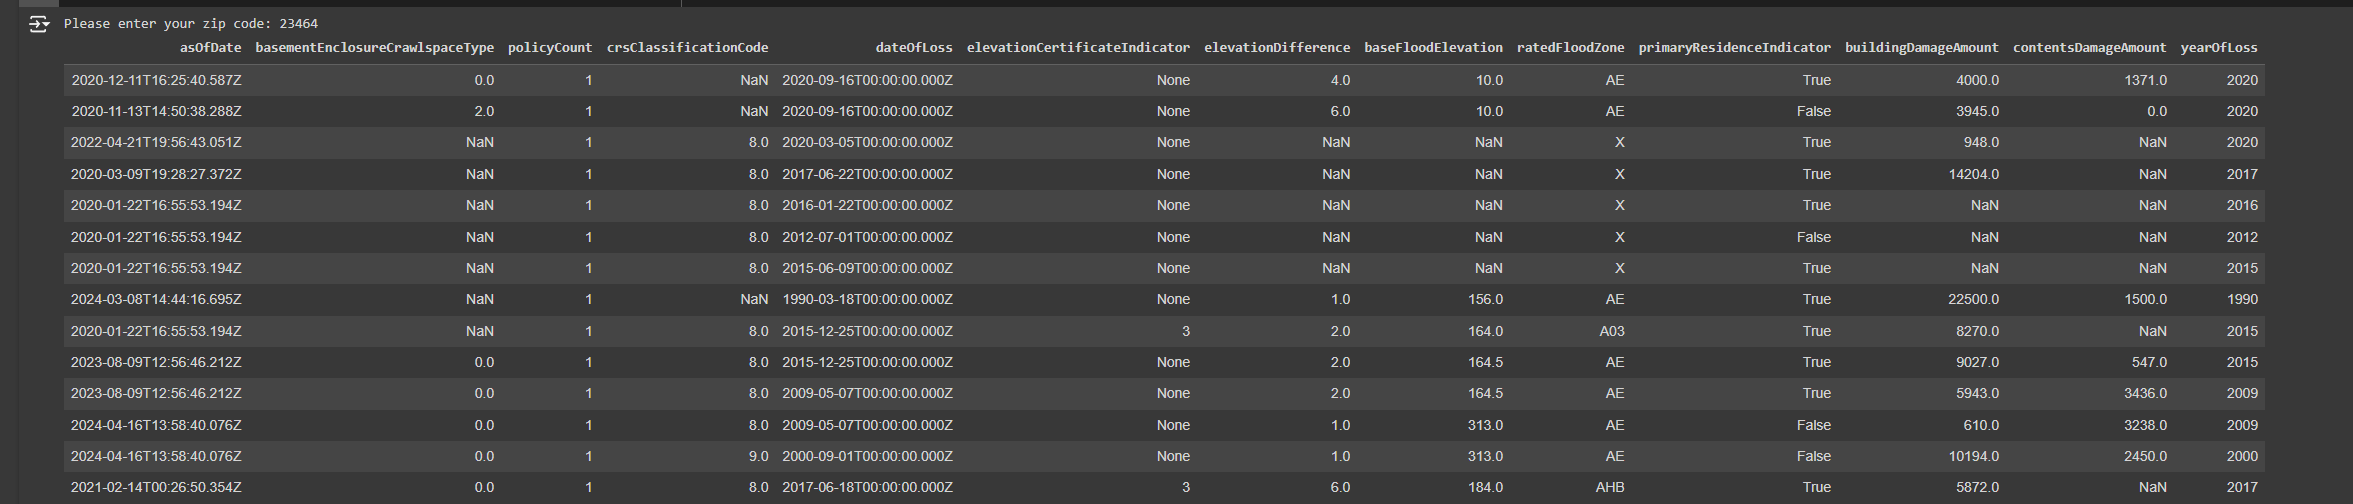 Please enter your zip code: 23464
asOfDate basementEnclosureCrawlspaceType policyCount crsClassificationCode dateOfLoss elevationCertificateIndicator elevationDifference baseFloodElevation ratedFloodZone primaryResidenceIndicator buildingDamageAmount contentsDamageAmount yearOfLoss
2020-12-11T16:25:40.587Z 0.0 1 NaN 2020-09-16T00:00:00.000Z None 4.0 10.0 AE True 4000.0 1371.0 2020
2020-11-13T14:50:38.288Z 2.0 1 NaN 2020-09-16T00:00:00.000Z None 6.0 10.0 AE False 3945.0 0.0 2020
2022-04-21T19:56:43.051Z NaN 1 8.0 2020-03-05T00:00:00.000Z None NaN NaN X True 948.0 NaN 2020
2020-03-09T19:28:27.372Z NaN 1 8.0 2017-06-22T00:00:00.000Z None NaN NaN X True 14204.0 NaN 2017
2020-01-22T16:55:53.194Z NaN 1 8.0 2016-01-22T00:00:00.000Z None NaN NaN X True NaN NaN 2016
2020-01-22T16:55:53.194Z NaN 1 8.0 2012-07-01T00:00:00.000Z None NaN NaN X False NaN NaN 2012
2020-01-22T16:55:53.194Z NaN 1 8.0 2015-06-09T00:00:00.000Z None NaN NaN X True NaN NaN 2015
2024-03-08T14:44:16.695Z NaN 1 NaN 1990-03-18T00:00:00.000Z None 1.0 156.0 AE True 22500.0 1500.0 1990
2020-01-22T16:55:53.194Z NaN 1 8.0 2015-12-25T00:00:00.000Z 3 2.0 164.0 A03 True 8270.0 NaN 2015
2023-08-09T12:56:46.212Z 0.0 1 8.0 2015-12-25T00:00:00.000Z None 2.0 164.5 AE True 9027.0 547.0 2015
2023-08-09T12:56:46.212Z 0.0 1 8.0 2009-05-07T00:00:00.000Z None 2.0 164.5 AE True 5943.0 3436.0 2009
2024-04-16T13:58:40.076Z 0.0 1 8.0 2009-05-07T00:00:00.000Z None 1.0 313.0 AE False 610.0 3238.0 2009
2024-04-16T13:58:40.076Z 0.0 1 9.0 2000-09-01T00:00:00.000Z None 1.0 313.0 AE False 10194.0 2450.0 2000
2021-02-14T00:26:50.354Z 0.0 1 8.0 2017-06-18T00:00:00.000Z 3 6.0 184.0 AHB True 5872.0 NaN 2017